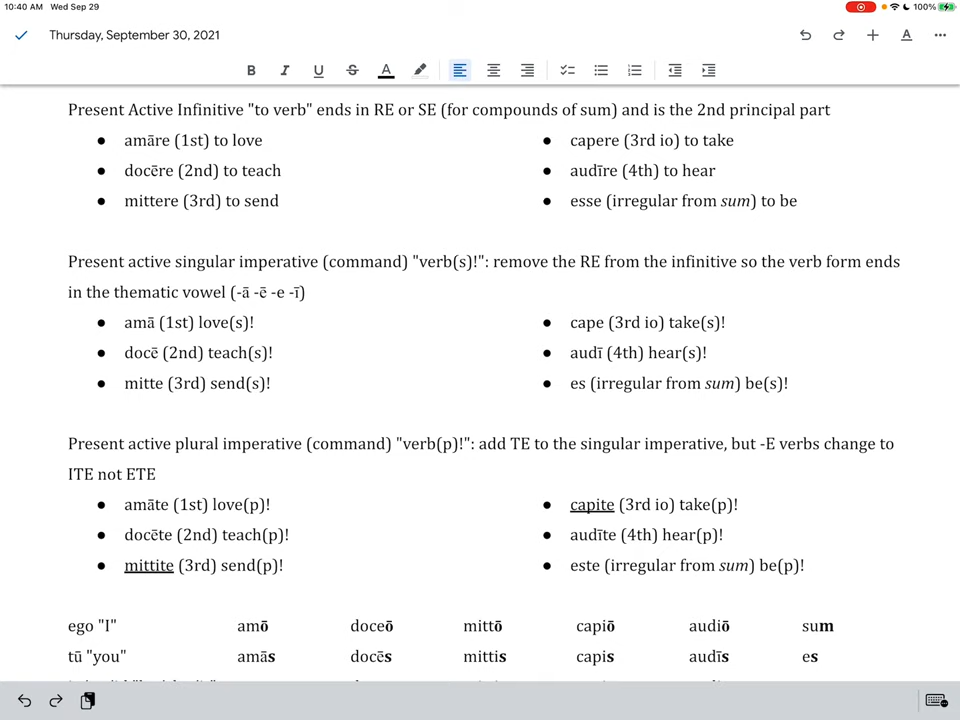 10:40 AM Wed Sep 29
100%
Thursday, September 30, 2021
B I U S A
Present Active Infinitive "to verb" ends in RE or SE (for compounds of sum) and is the 2nd principal part
● amāre (1st) to love
● docēre (2nd) to teach
● mittere (3rd) to send
● capere (3rd io) to take
● audīre (4th) to hear
● esse (irregular from sum) to be
Present active singular imperative (command) "verb(s)!": remove the RE from the infinitive so the verb form ends
in the thematic vowel (-ā -ē -e -ī)
● amā (1st) love(s)!
● docē (2nd) teach(s)!
● mitte (3rd) send(s)!
● cape (3rd io) take(s)!
● audī (4th) hear(s)!
● es (irregular from sum) be(s)!
Present active plural imperative (command) "verb(p)!": add TE to the singular imperative, but -E verbs change to
ITE not ETE
● amāte (1st) love(p)!
● docēte (2nd) teach(p)!
● mittite (3rd) send(p)!
● capite (3rd io) take(p)!
● audīte (4th) hear(p)!
● este (irregular from sum) be(p)!
ego "I" amō doceō mittō capiō audiō sum
tū "you" amās docēs mittis capis audīs es